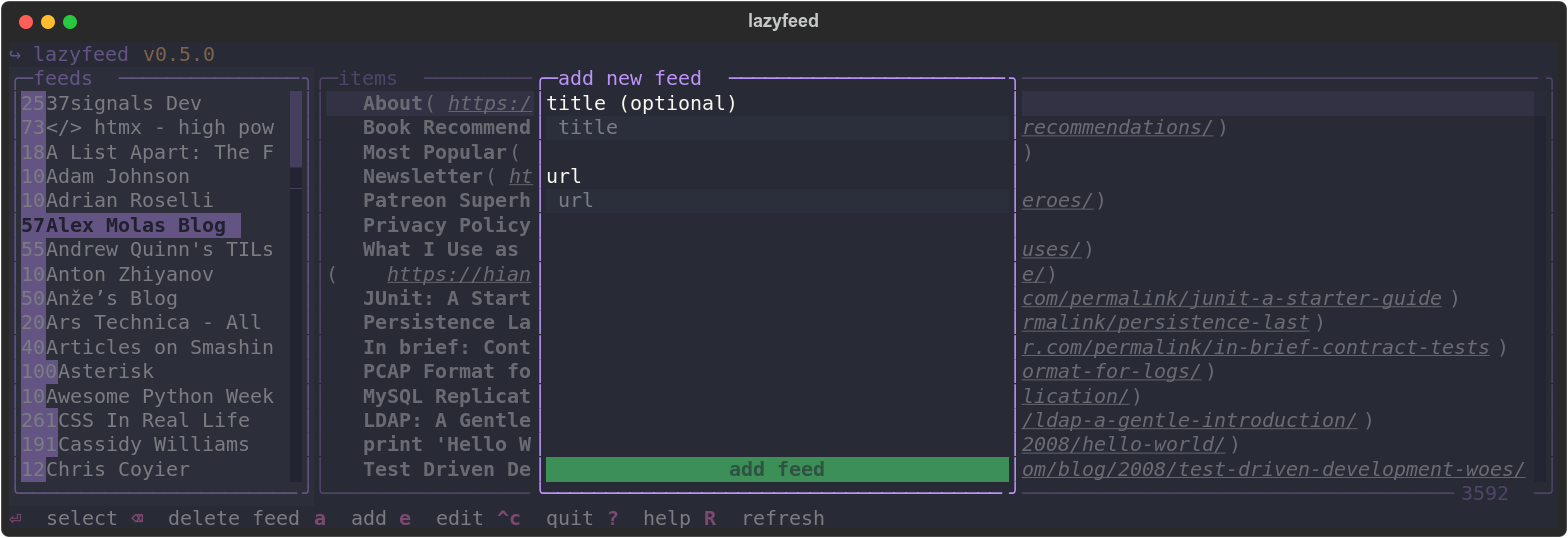 lazyfeed
↪ lazyfeed v0.5.0
feeds items add new feed
25 37signals Dev About( https:/ title (optional)
73 </> htmx - high pow Book Recommend title recommendations/)
18 A List Apart: The F Most Popular( )
10 Adam Johnson Newsletter( ht url
10 Adrian Roselli Patreon Superh url eroes/)
57 Alex Molas Blog Privacy Policy
55 Andrew Quinn's TILs What I Use as uses/)
10 Anton Zhiyanov ( https://hian e/)
50 Anže’s Blog JUnit: A Start com/permalink/junit-a-starter-guide )
20 Ars Technica - All Persistence La rmalink/persistence-last)
40 Articles on Smashin In brief: Cont r.com/permalink/in-brief-contract-tests )
100 Asterisk PCAP Format fo ormat-for-logs/)
10 Awesome Python Week MySQL Replicat lication/)
261 CSS In Real Life LDAP: A Gentle /ldap-a-gentle-introduction/ )
191 Cassidy Williams print 'Hello W 2008/hello-world/)
12 Chris Coyier Test Driven De add feed om/blog/2008/test-driven-development-woes/
3592
⏎ select ⌫ delete feed a add e edit ^c quit ? help R refresh